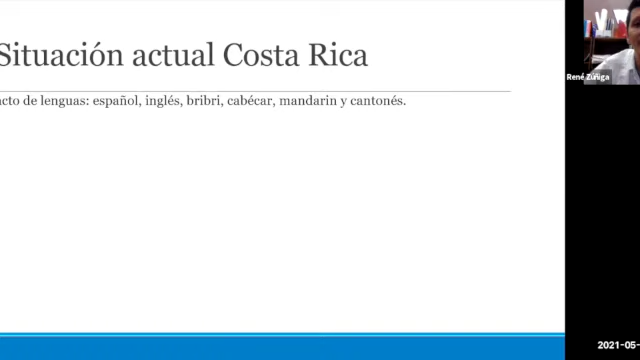 Situación actual Costa Rica
acto de lenguas: español, inglés, bribri, cabécar, mandarin y cantonés.
René Zúñiga
2021-05-